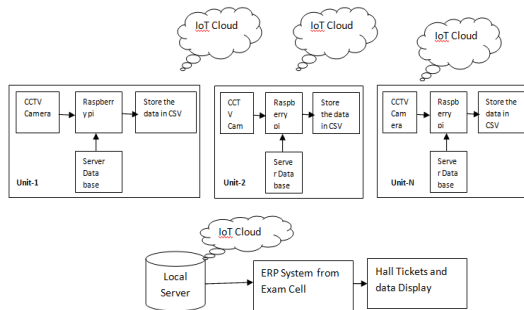 IoT Cloud
IoT Cloud
IoT Cloud
CCTV
Camera
Raspberr
y pi
Store the
data in CSV
Server
Data
base
Unit-1
CCT
V
Cam
Raspb
erry
pi
Store
the
data in
CSV
Serve
r Data
base
Unit-2
CCTV
Cam
era
Raspb
erry
pi
Store the
data in
CSV
Serve
r Data
base
Unit-N
IoT Cloud
Local
Server
ERP System from
Exam Cell
Hall Tickets and
data Display